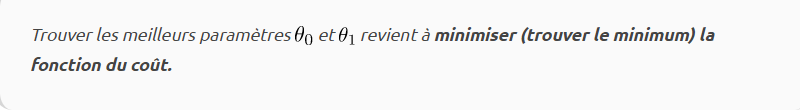 Trouver les meilleurs paramètres θ₀ et θ₁ revient à minimiser (trouver le minimum) la
fonction du coût.